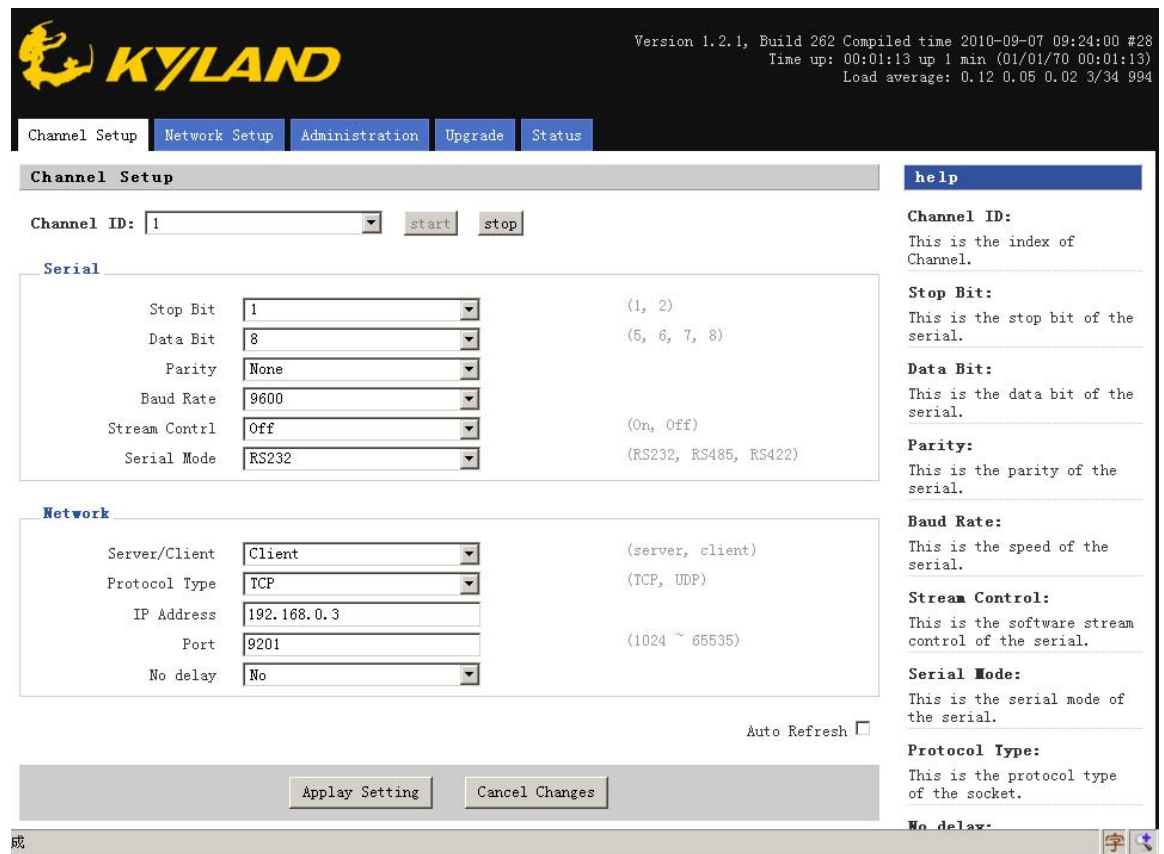 KYLAND
Version 1.2.1, Build 262 Compiled time 2010-09-07 09:24:00 #28
Time up: 00:01:13 up 1 min (01/01/70 00:01:13)
Load average: 0.12 0.05 0.02 3/34 994
Channel Setup Network Setup Administration Upgrade Status
Channel Setup
Channel ID: 1 start stop
Serial
Stop Bit 1 (1, 2)
Data Bit 8 (5, 6, 7, 8)
Parity None
Baud Rate 9600
Stream Contrl Off (On, Off)
Serial Mode RS232 (RS232, RS485, RS422)
Network
Server/Client Client (server, client)
Protocol Type TCP (TCP, UDP)
IP Address 192.168.0.3
Port 9201 (1024 ~ 65535)
No delay No
Auto Refresh
Applay Setting Cancel Changes
help
Channel ID:
This is the index of
Channel.
Stop Bit:
This is the stop bit of the
serial.
Data Bit:
This is the data bit of the
serial.
Parity:
This is the parity of the
serial.
Baud Rate:
This is the speed of the
serial.
Stream Control:
This is the software stream
control of the serial.
Serial Mode:
This is the serial mode of
the serial.
Protocol Type:
This is the protocol type
of the socket.
No delay:
成
字